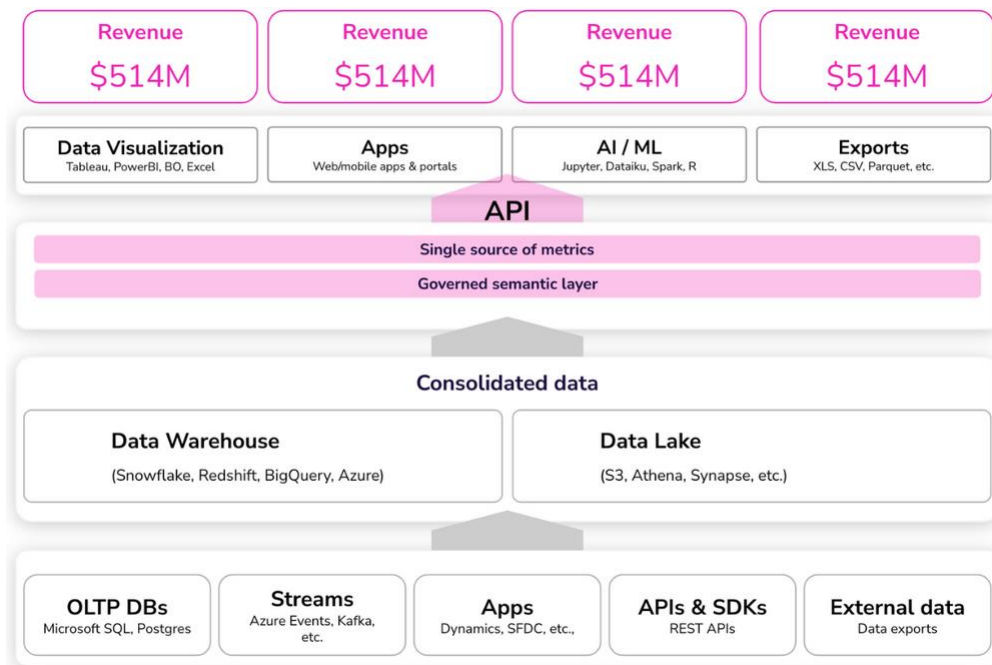 Revenue
$514M
Revenue
$514M
Revenue
$514M
Revenue
$514M
Data Visualization
Tableau, PowerBI, BO, Excel
Apps
Web/mobile apps & portals
AI / ML
Jupyter, Dataiku, Spark, R
Exports
XLS, CSV, Parquet, etc.
API
Single source of metrics
Governed semantic layer
Consolidated data
Data Warehouse
(Snowflake, Redshift, BigQuery, Azure)
Data Lake
(S3, Athena, Synapse, etc.)
OLTP DBs
Microsoft SQL, Postgres
Streams
Azure Events, Kafka,
etc.
Apps
Dynamics, SFDC, etc.,
APIs & SDKs
REST APIs
External data
Data exports